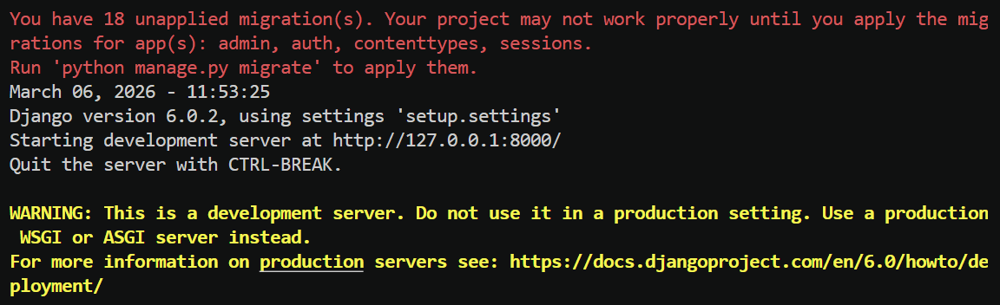 You have 18 unapplied migration(s). Your project may not work properly until you apply the mig
rations for app(s): admin, auth, contenttypes, sessions.
Run 'python manage.py migrate' to apply them.
March 06, 2026 - 11:53:25
Django version 6.0.2, using settings 'setup.settings'
Starting development server at http://127.0.0.1:8000/
Quit the server with CTRL-BREAK.

WARNING: This is a development server. Do not use it in a production setting. Use a production
 WSGI or ASGI server instead.
For more information on production servers see: https://docs.djangoproject.com/en/6.0/howto/de
ployment/